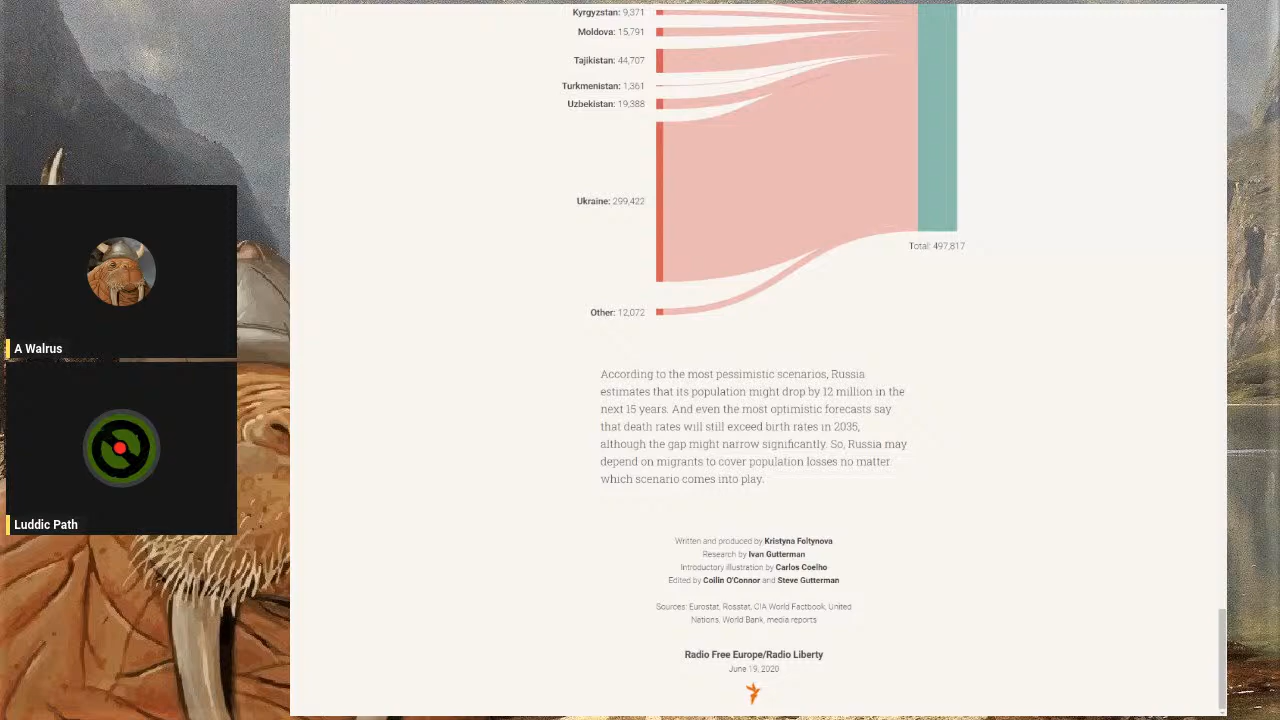 Kyrgyzstan: 9,371
Moldova: 15,791
Tajikistan: 44,707
Turkmenistan: 1,361
Uzbekistan: 19,388
Ukraine: 299,422
Total: 497,817
Other: 12,072
A Walrus
Luddic Path
According to the most pessimistic scenarios, Russia
estimates that its population might drop by 12 million in the
next 15 years. And even the most optimistic forecasts say
that death rates will still exceed birth rates in 2035,
although the gap might narrow significantly. So, Russia may
depend on migrants to cover population losses no matter
which scenario comes into play.
Written and produced by Kristyna Foltynova
Research by Ivan Gutterman
Introductory illustration by Carlos Coelho
Edited by Coilin O'Connor and Steve Gutterman
Sources: Eurostat, Rosstat, CIA World Factbook, United
Nations, World Bank, media reports
Radio Free Europe/Radio Liberty
June 19, 2020